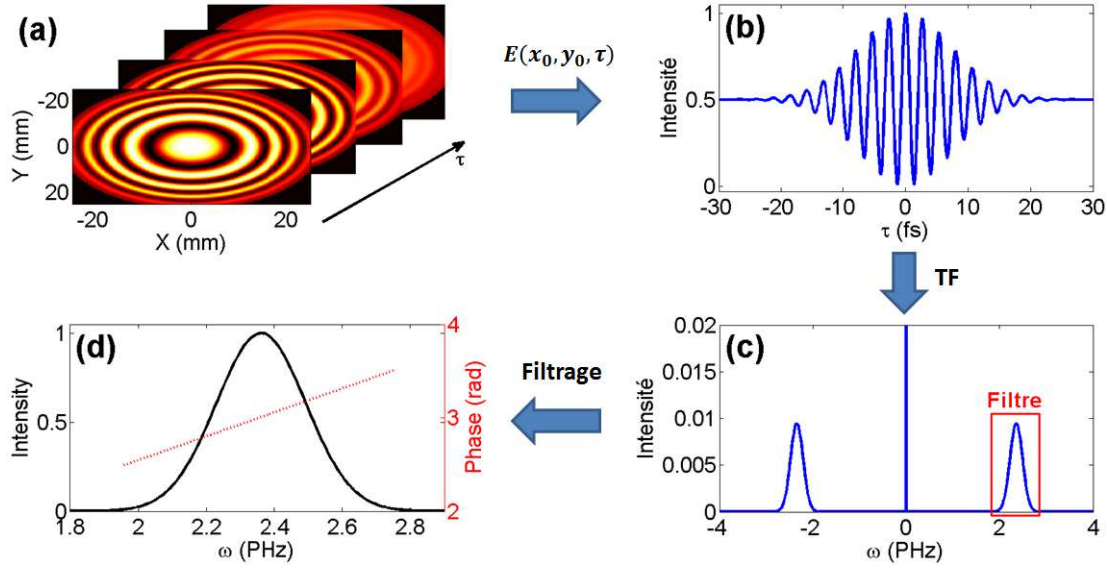 (a)
-20
0
20
Y (mm)
-20 0 20
X (mm)
τ
E(x₀, y₀, τ)
(b)
1
0.5
0
Intensité
-30 -20 -10 0 10 20 30
τ (fs)
TF
(d)
1
0.5
0
Intensity
4
3
2
Phase (rad)
1.8 2 2.2 2.4 2.6 2.8
ω (PHz)
Filtrage
(c)
0.02
0.015
0.01
0.005
0
Intensité
Filtre
-4 -2 0 2 4
ω (PHz)